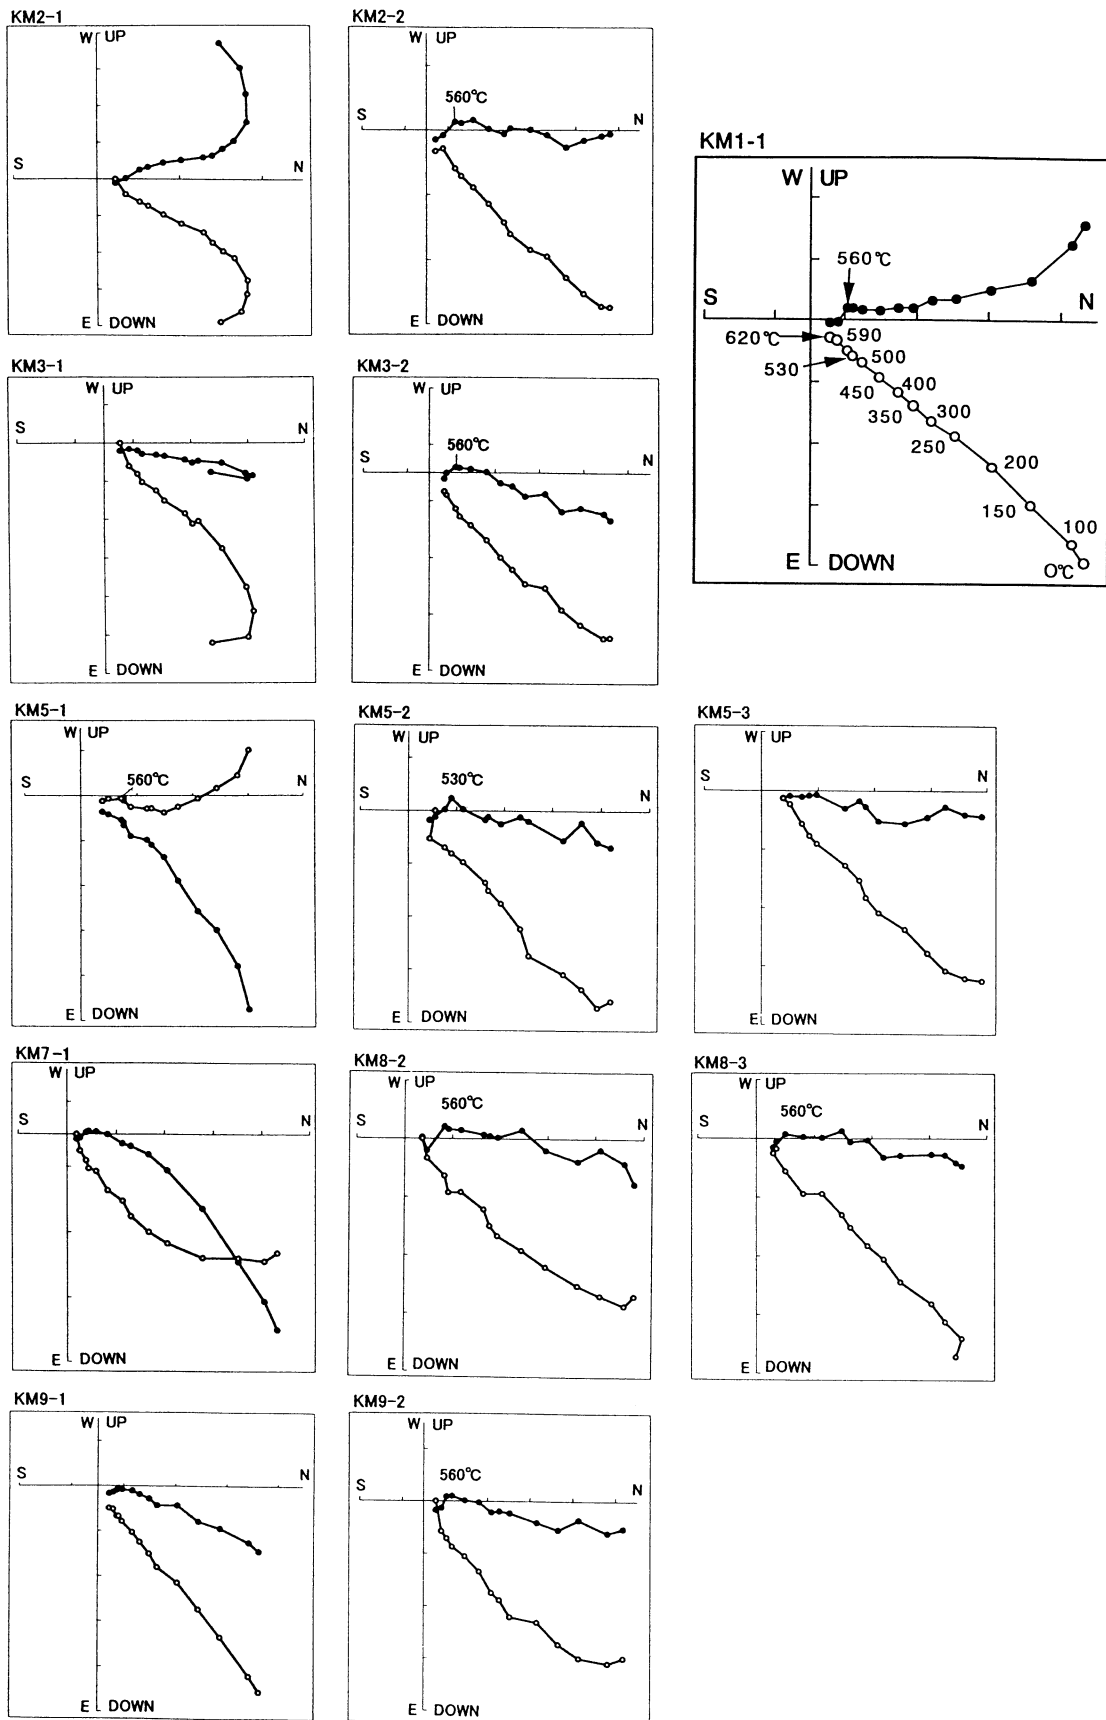 KM2-1
W UP
S
N
E DOWN
KM2-2
W UP
560℃
S
N
E DOWN
KM1-1
W UP
560℃
S
N
620℃
590
530
500
450
400
350
300
250
200
150
100
0℃
E DOWN
KM3-1
W UP
S
N
E DOWN
KM3-2
W UP
560℃
S
N
E DOWN
KM5-1
W UP
560℃
S
N
E DOWN
KM5-2
W UP
530℃
S
N
E DOWN
KM5-3
W UP
S
N
E DOWN
KM7-1
W UP
S
N
E DOWN
KM8-2
W UP
560℃
S
N
E DOWN
KM8-3
W UP
560℃
S
N
E DOWN
KM9-1
W UP
S
N
E DOWN
KM9-2
W UP
560℃
S
N
E DOWN